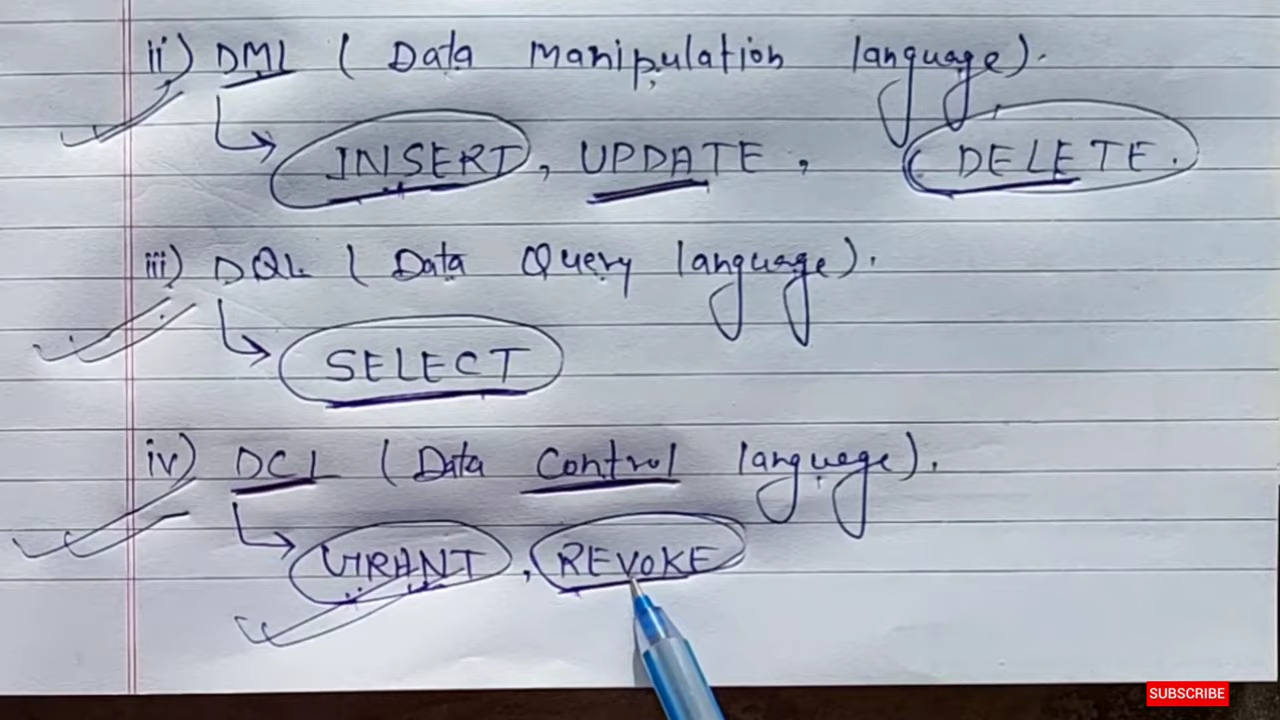 ii) DML ( Data Manipulation language).
INSERT, UPDATE, DELETE.
iii) DQL ( Data Query language).
SELECT
iv) DCL ( Data Control language).
GRANT, REVOKE
SUBSCRIBE